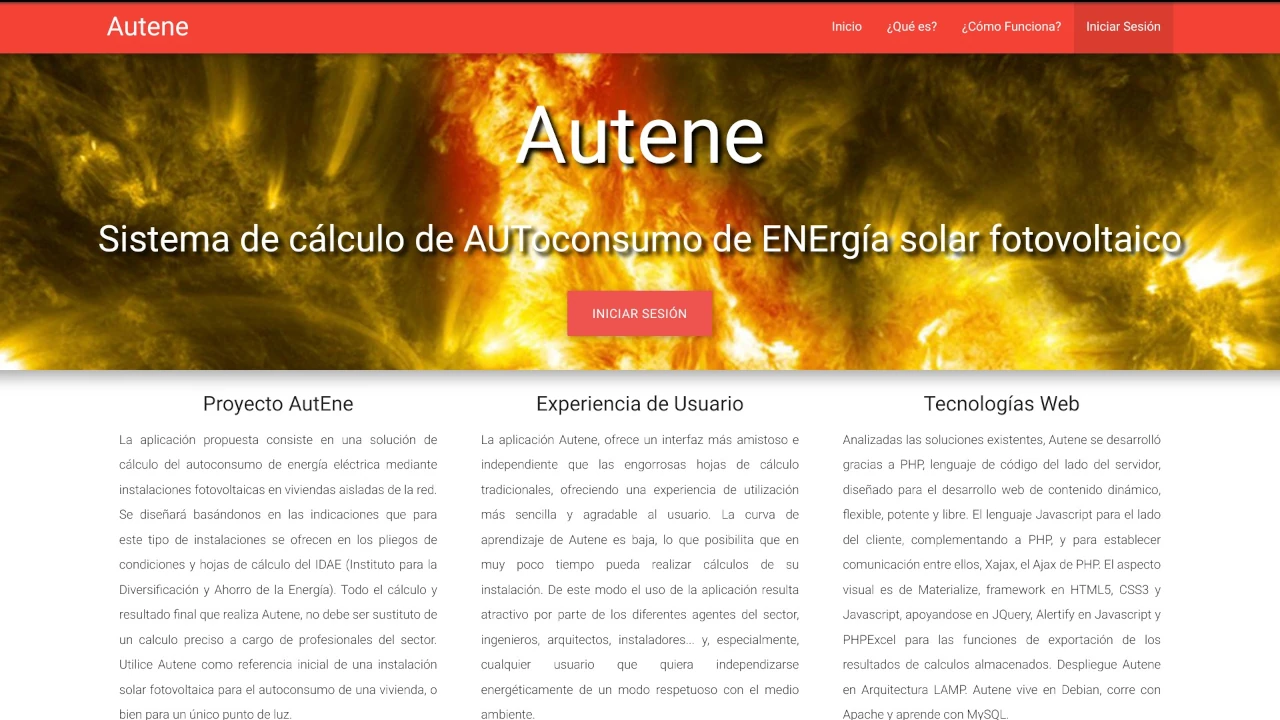 Autene
Inicio
¿Qué es?
¿Cómo Funciona?
Iniciar Sesión
Autene
Sistema de cálculo de AUToconsumo de ENErgía solar fotovoltaico
INICIAR SESIÓN
Proyecto AutEne
La aplicación propuesta consiste en una solución de
cálculo del autoconsumo de energía eléctrica mediante
instalaciones fotovoltaicas en viviendas aisladas de la red.
Se diseñará basándonos en las indicaciones que para
este tipo de instalaciones se ofrecen en los pliegos de
condiciones y hojas de cálculo del IDAE (Instituto para la
Diversificación y Ahorro de la Energía). Todo el cálculo y
resultado final que realiza Autene, no debe ser sustituto de
un calculo preciso a cargo de profesionales del sector.
Utilice Autene como referencia inicial de una instalación
solar fotovoltaica para el autoconsumo de una vivienda, o
bien para un único punto de luz.
Experiencia de Usuario
La aplicación Autene, ofrece un interfaz más amistoso e
independiente que las engorrosas hojas de cálculo
tradicionales, ofreciendo una experiencia de utilización
más sencilla y agradable al usuario. La curva de
aprendizaje de Autene es baja, lo que posibilita que en
muy poco tiempo pueda realizar cálculos de su
instalación. De este modo el uso de la aplicación resulta
atractivo por parte de los diferentes agentes del sector,
ingenieros, arquitectos, instaladores... y, especialmente,
cualquier usuario que quiera independizarse
energéticamente de un modo respetuoso con el medio
ambiente.
Tecnologías Web
Analizadas las soluciones existentes, Autene se desarrolló
gracias a PHP, lenguaje de código del lado del servidor,
diseñado para el desarrollo web de contenido dinámico,
flexible, potente y libre. El lenguaje Javascript para el lado
del cliente, complementando a PHP, y para establecer
comunicación entre ellos, Xajax, el Ajax de PHP. El aspecto
visual es de Materialize, framework en HTML5, CSS3 y
Javascript, apoyandose en JQuery, Alertify en Javascript y
PHPExcel para las funciones de exportación de los
resultados de calculos almacenados. Despliegue Autene
en Arquitectura LAMP. Autene vive en Debian, corre con
Apache y aprende con MySQL.